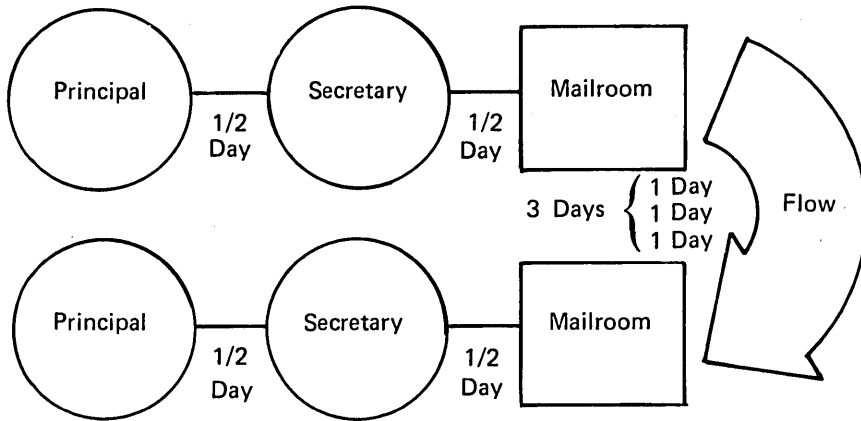 Principal
Secretary
Mailroom
1/2
Day
1/2
Day
3 Days
1 Day
1 Day
1 Day
Flow
Principal
Secretary
Mailroom
1/2
Day
1/2
Day